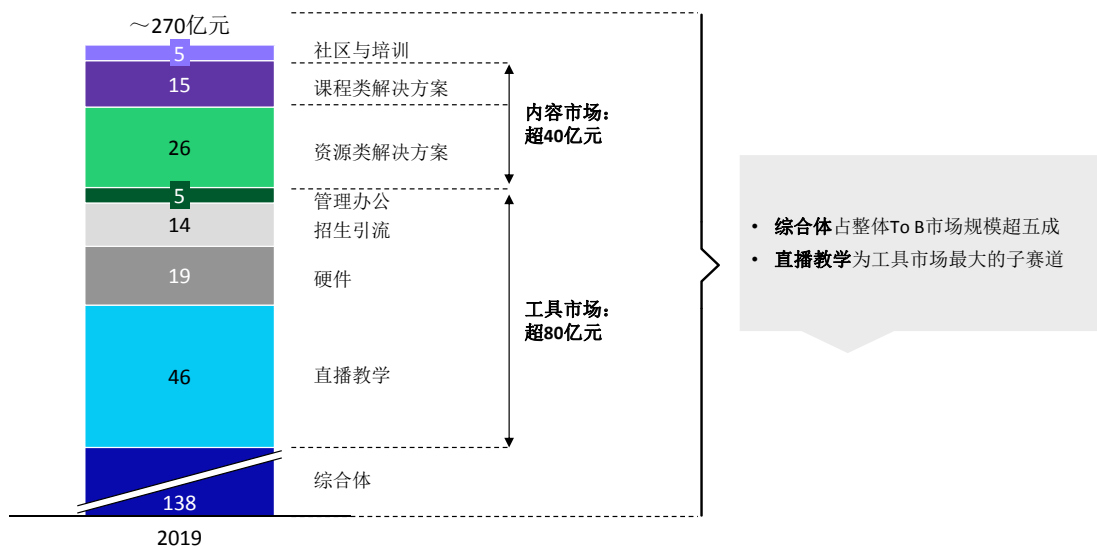 ～270亿元
5
社区与培训
15
课程类解决方案
内容市场：
超40亿元
26
资源类解决方案
5
管理办公
14
招生引流
19
硬件
工具市场：
超80亿元
46
直播教学
138
综合体
2019
• 综合体占整体To B市场规模超五成
• 直播教学为工具市场最大的子赛道